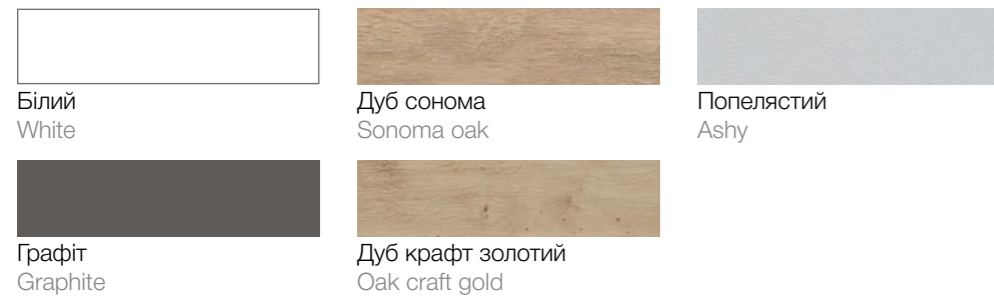 Білий
White
Дуб сонома
Sonoma oak
Попелястий
Ashy
Графіт
Graphite
Дуб крафт золотий
Oak craft gold